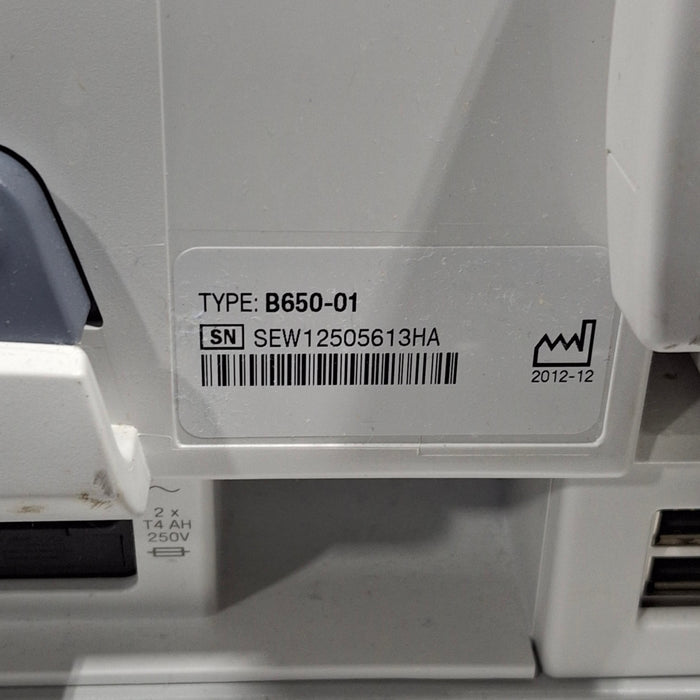 TYPE: B650-01
SN SEW12505613HA
2012-12
2 x
T4 AH
250V